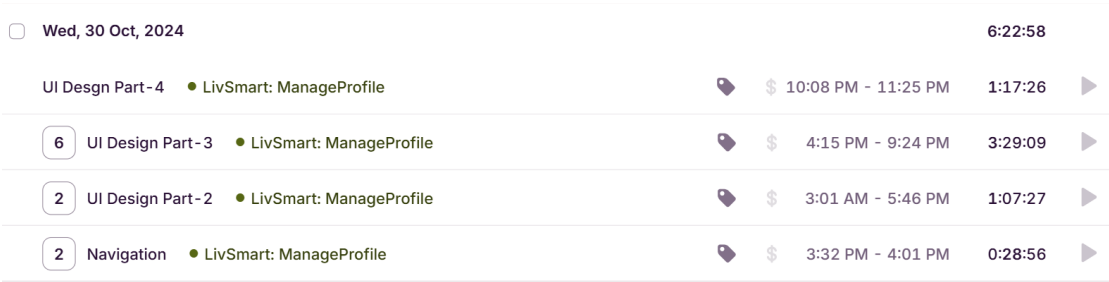 Wed, 30 Oct, 2024 6:22:58
UI Desgn Part-4 LivSmart: ManageProfile $ 10:08 PM - 11:25 PM 1:17:26
6 UI Design Part-3 LivSmart: ManageProfile $ 4:15 PM - 9:24 PM 3:29:09
2 UI Design Part-2 LivSmart: ManageProfile $ 3:01 AM - 5:46 PM 1:07:27
2 Navigation LivSmart: ManageProfile $ 3:32 PM - 4:01 PM 0:28:56